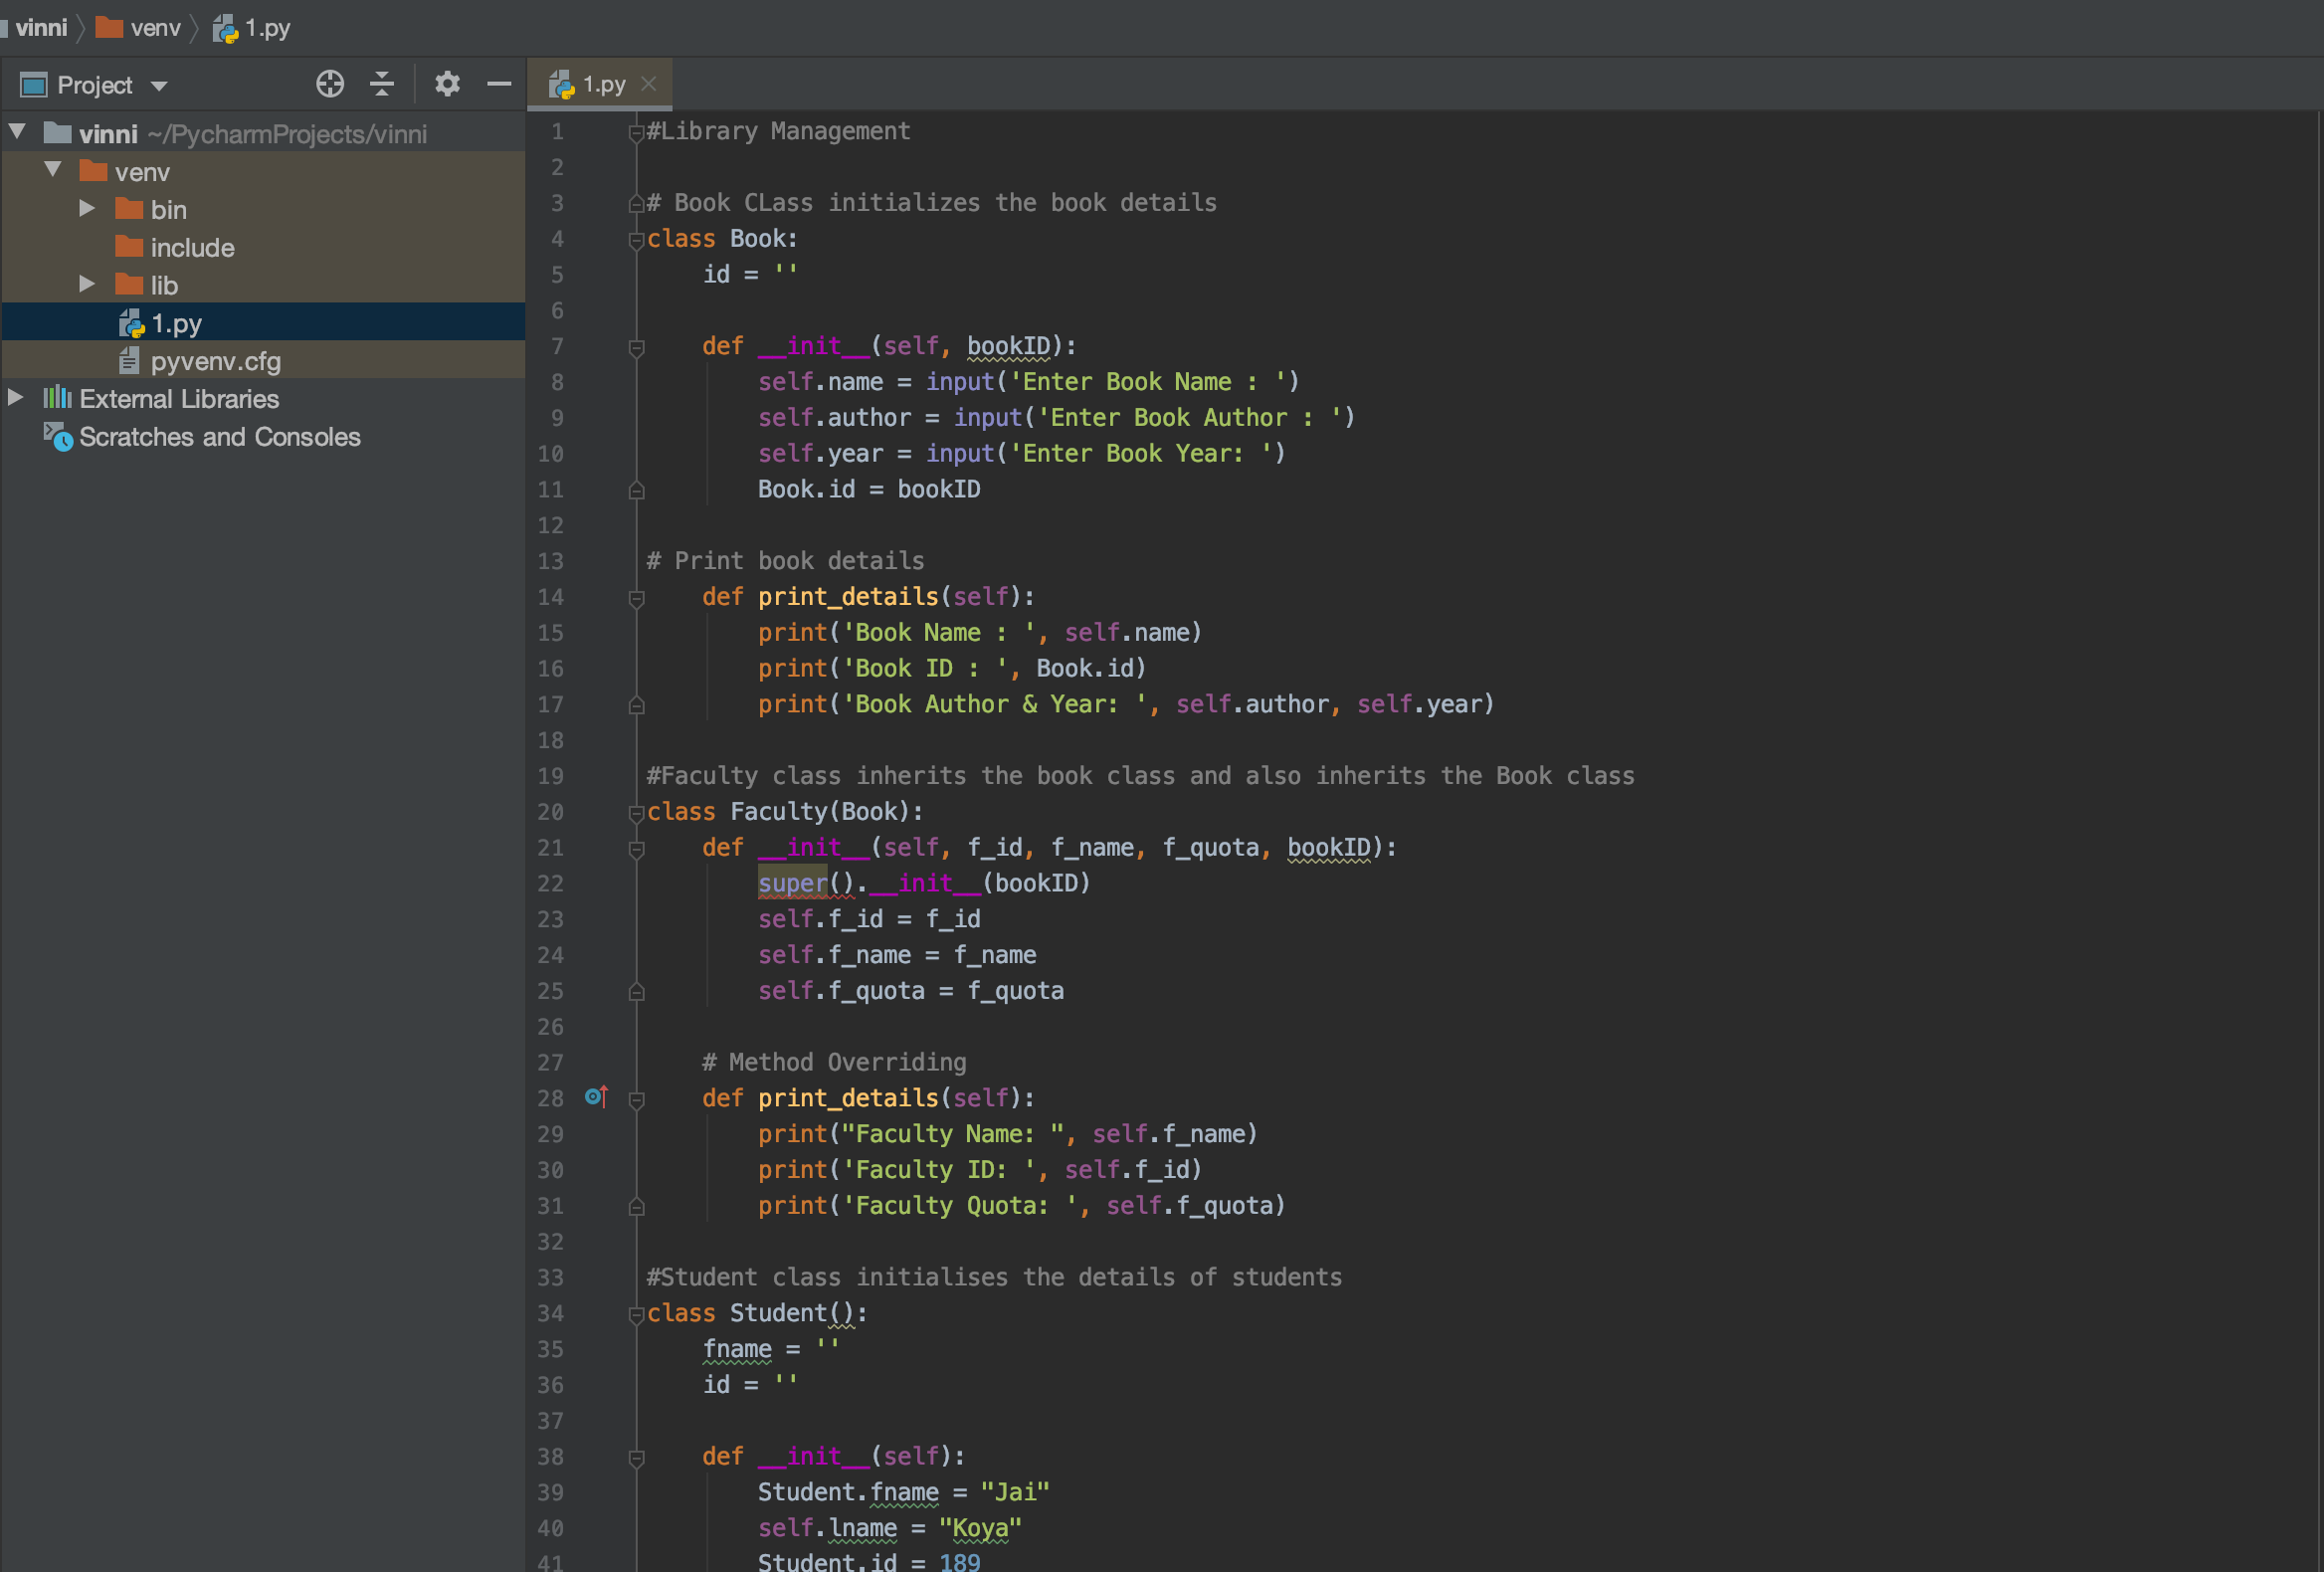 vinni venv 1.py
Project
1.py
vinni ~/PycharmProjects/vinni
venv
bin
include
lib
1.py
pyvenv.cfg
External Libraries
Scratches and Consoles
1 #Library Management
2
3 # Book CLass initializes the book details
4 class Book:
5     id = ''
6
7     def __init__(self, bookID):
8         self.name = input('Enter Book Name : ')
9         self.author = input('Enter Book Author : ')
10         self.year = input('Enter Book Year: ')
11         Book.id = bookID
12
13 # Print book details
14     def print_details(self):
15         print('Book Name : ', self.name)
16         print('Book ID : ', Book.id)
17         print('Book Author & Year: ', self.author, self.year)
18
19 #Faculty class inherits the book class and also inherits the Book class
20 class Faculty(Book):
21     def __init__(self, f_id, f_name, f_quota, bookID):
22         super().__init__(bookID)
23         self.f_id = f_id
24         self.f_name = f_name
25         self.f_quota = f_quota
26
27     # Method Overriding
28     def print_details(self):
29         print("Faculty Name: ", self.f_name)
30         print('Faculty ID: ', self.f_id)
31         print('Faculty Quota: ', self.f_quota)
32
33 #Student class initialises the details of students
34 class Student():
35     fname = ''
36     id = ''
37
38     def __init__(self):
39         Student.fname = "Jai"
40         self.lname = "Koya"
41         Student.id = 189